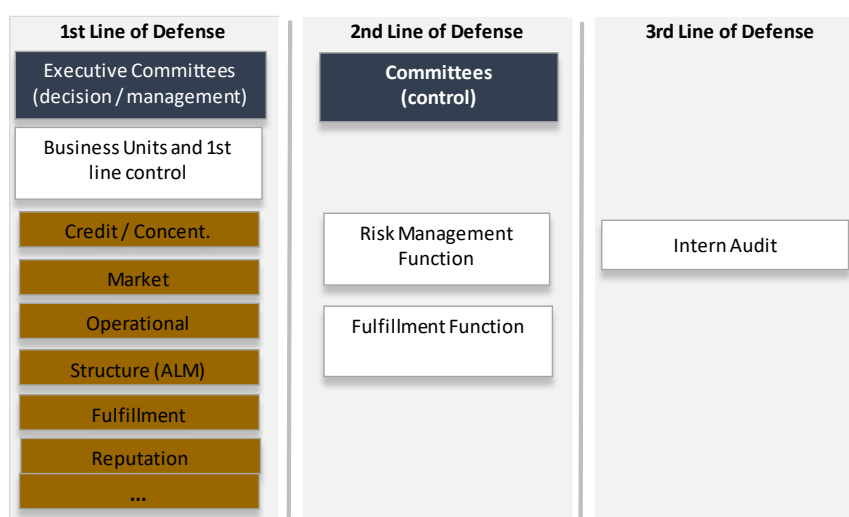 1st Line of Defense
Executive Committees
(decision / management)
Business Units and 1st
line control
Credit / Concent.
Market
Operational
Structure (ALM)
Fulfillment
Reputation
...
2nd Line of Defense
Committees
(control)
Risk Management
Function
Fulfillment Function
3rd Line of Defense
Intern Audit